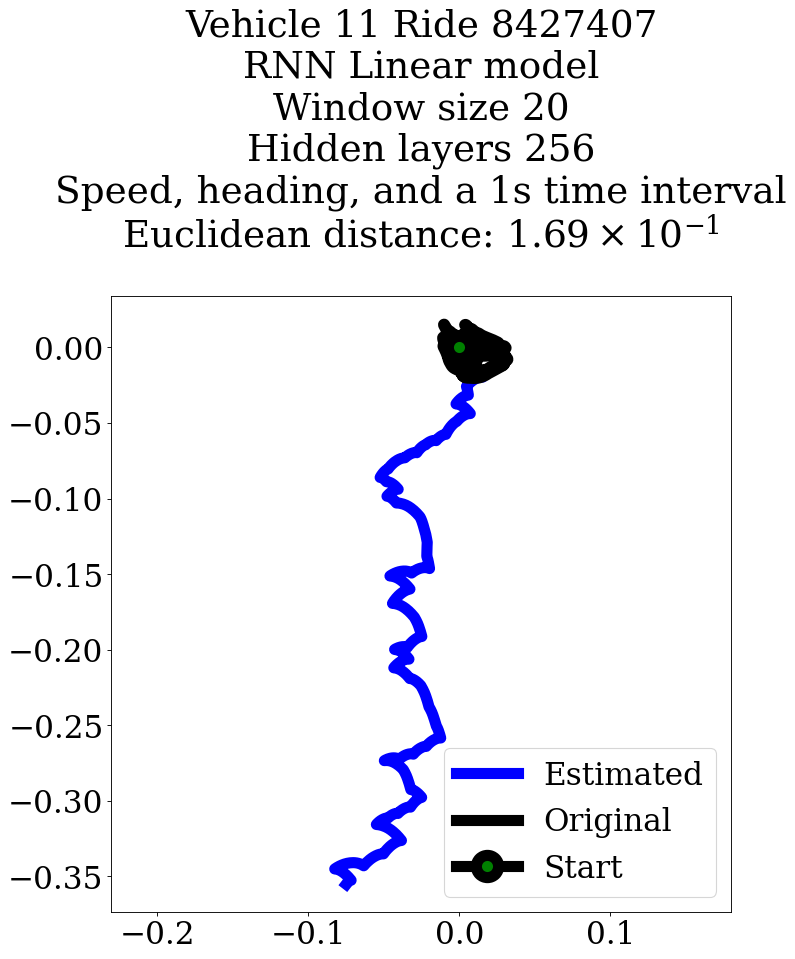 Vehicle 11 Ride 8427407
RNN Linear model
Window size 20
Hidden layers 256
Speed, heading, and a 1s time interval
Euclidean distance: 1.69 × 10⁻¹
0.00
−0.05
−0.10
−0.15
−0.20
−0.25
−0.30
−0.35
Estimated
Original
Start
−0.2 −0.1 0.0 0.1